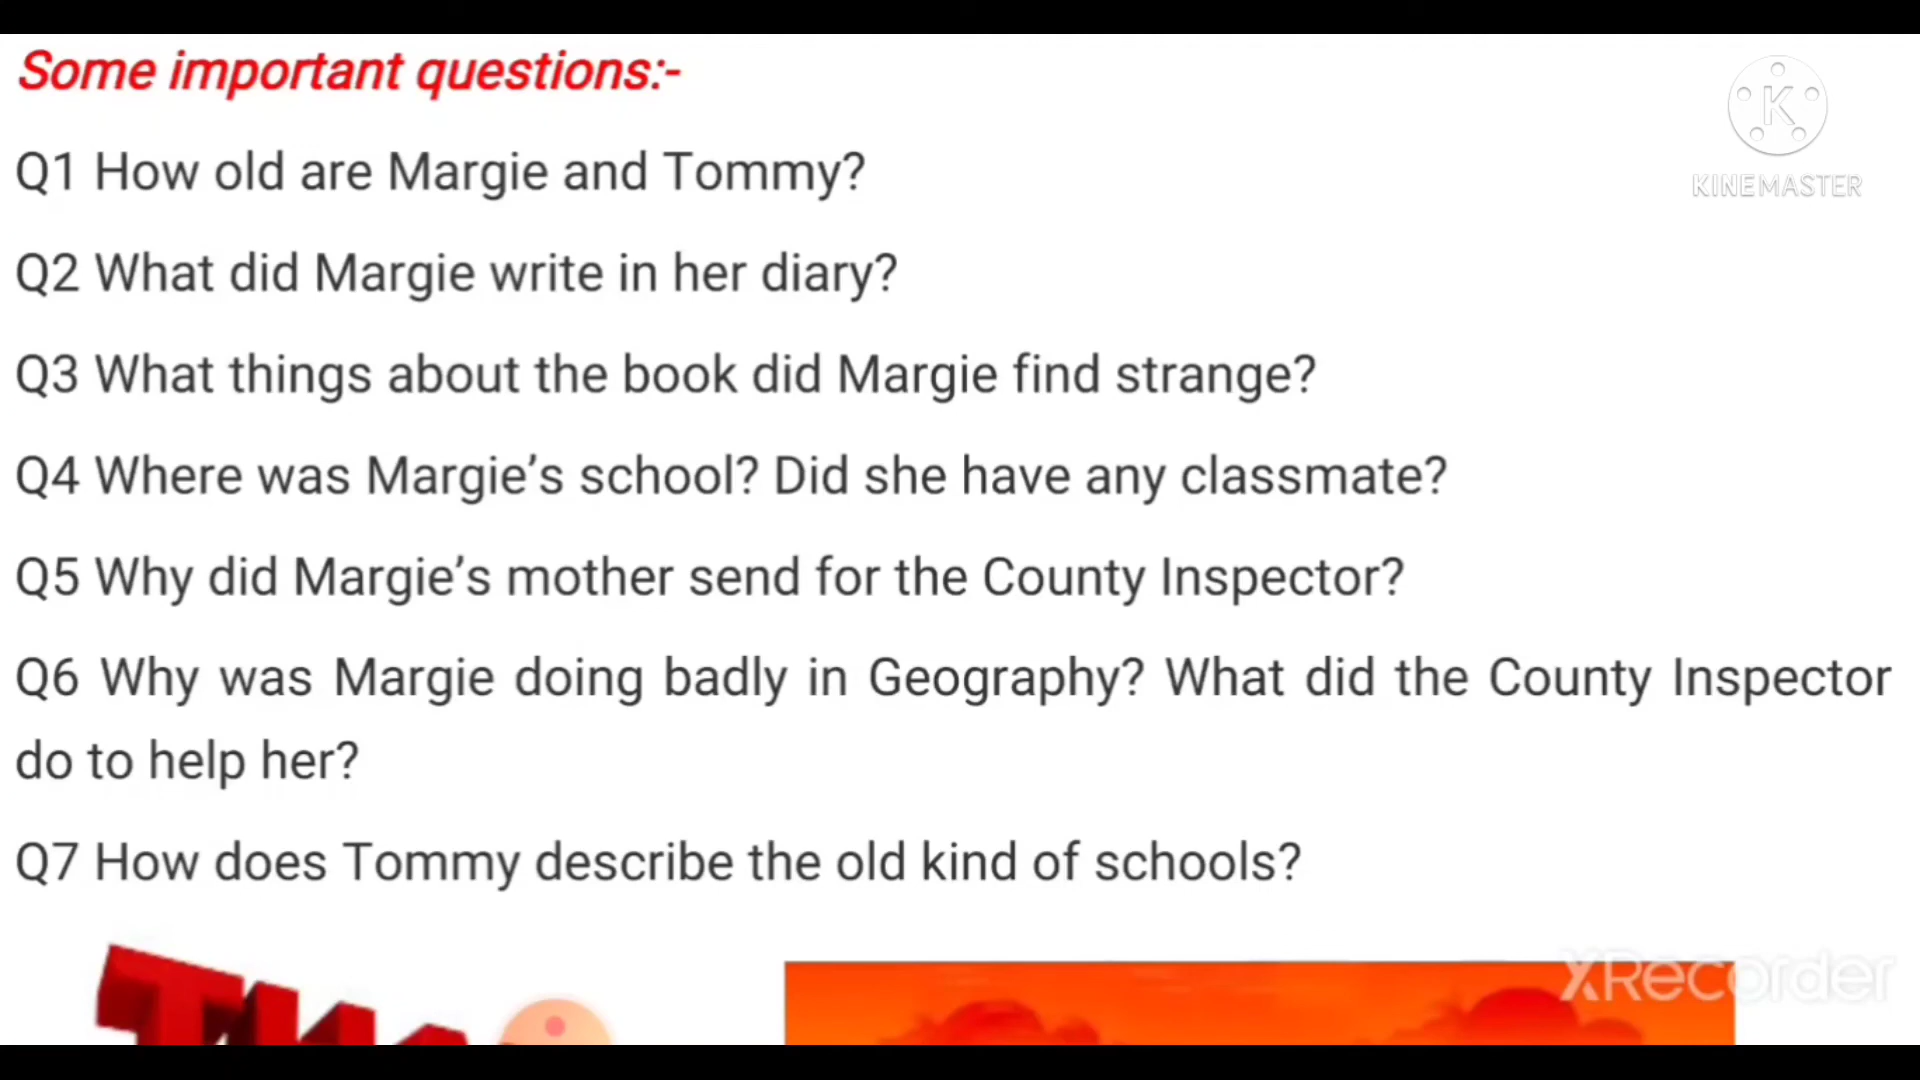 Some important questions:-
K
KINEMASTER
Q1 How old are Margie and Tommy?
Q2 What did Margie write in her diary?
Q3 What things about the book did Margie find strange?
Q4 Where was Margie’s school? Did she have any classmate?
Q5 Why did Margie’s mother send for the County Inspector?
Q6 Why was Margie doing badly in Geography? What did the County Inspector
do to help her?
Q7 How does Tommy describe the old kind of schools?
XRecorder